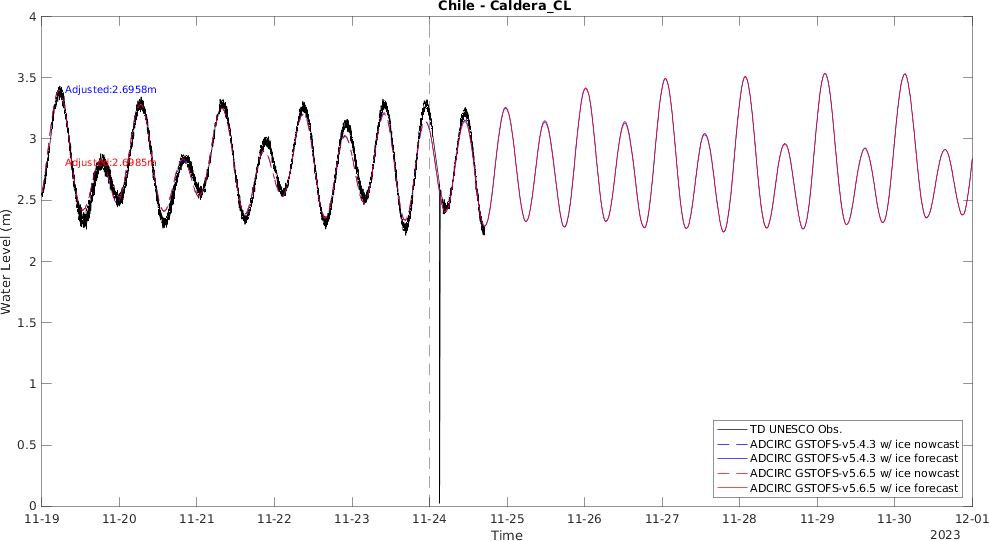 Chile - Caldera_CL
4
3.5
3
2.5
2
1.5
1
0.5
0
Water Level (m)
Adjusted:2.6958m
Adjusted:2.6985m
TD UNESCO Obs.
ADCIRC GSTOFS-v5.4.3 w/ ice nowcast
ADCIRC GSTOFS-v5.4.3 w/ ice forecast
ADCIRC GSTOFS-v5.6.5 w/ ice nowcast
ADCIRC GSTOFS-v5.6.5 w/ ice forecast
11-19 11-20 11-21 11-22 11-23 11-24 11-25 11-26 11-27 11-28 11-29 11-30 12-01
Time
2023